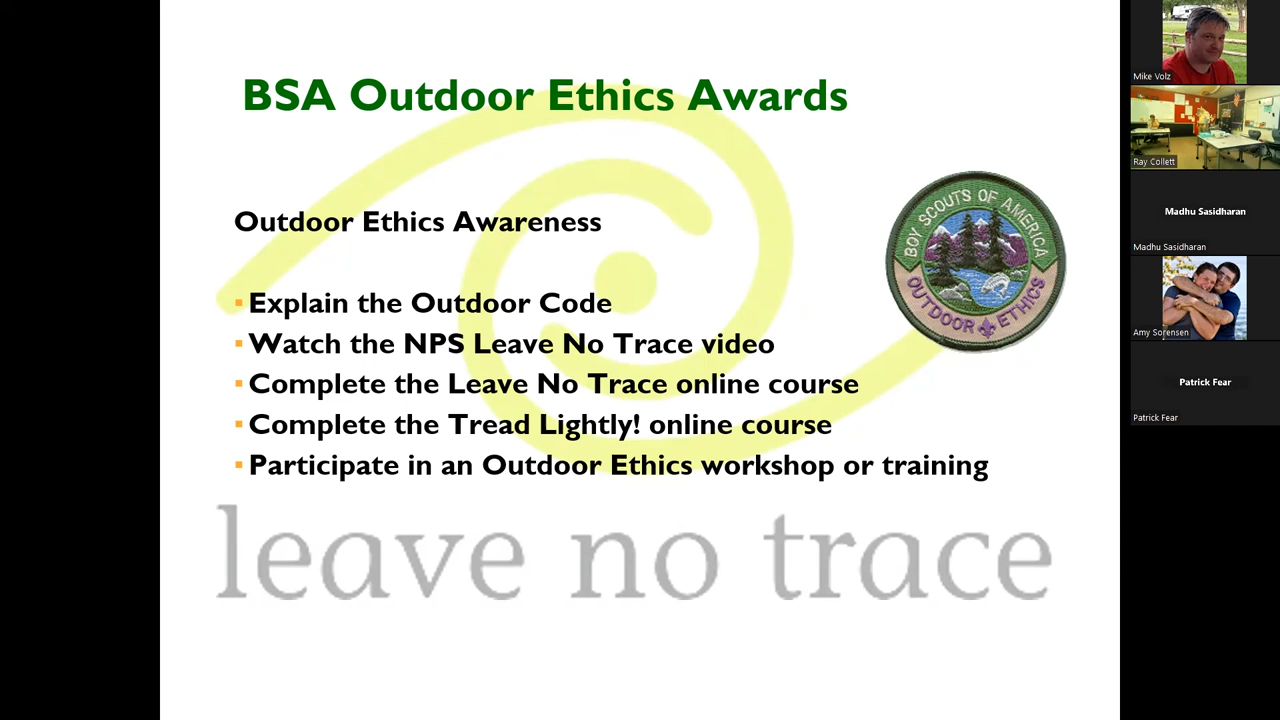 BSA Outdoor Ethics Awards
Outdoor Ethics Awareness
Explain the Outdoor Code
Watch the NPS Leave No Trace video
Complete the Leave No Trace online course
Complete the Tread Lightly! online course
Participate in an Outdoor Ethics workshop or training
BOY SCOUTS OF AMERICA
OUTDOOR ETHICS
leave no trace
Mike Volz
Ray Collett
Madhu Sasidharan
Madhu Sasidharan
Amy Sorensen
Patrick Fear
Patrick Fear